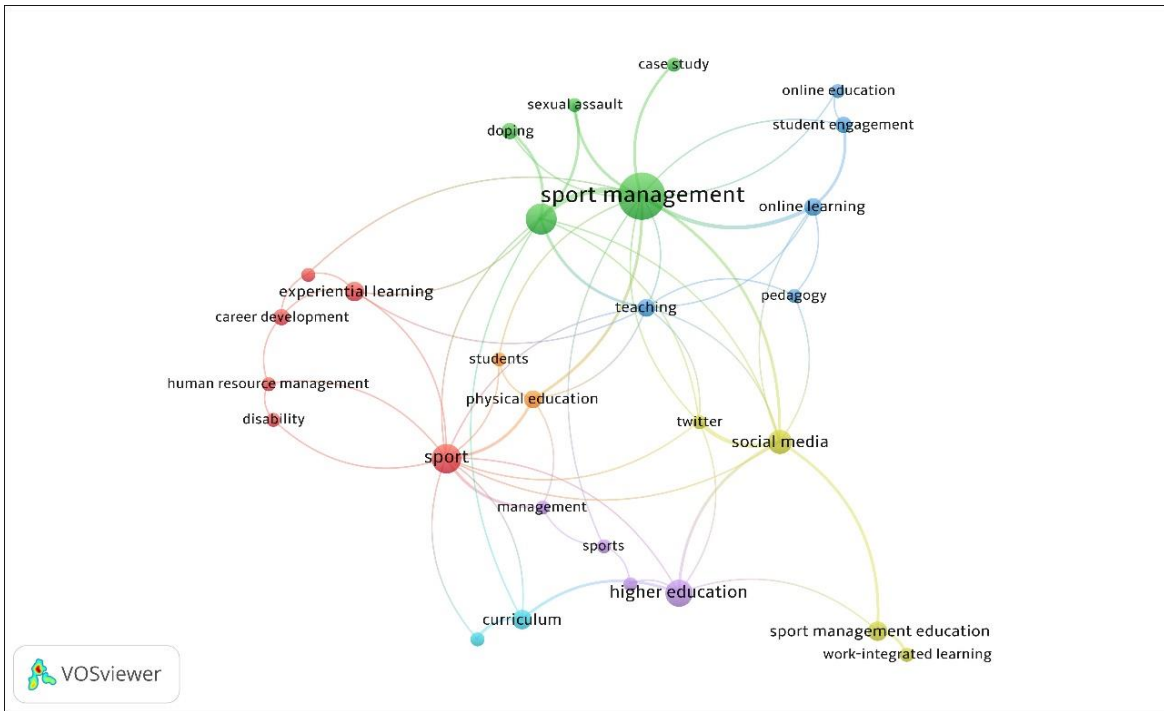 case study
online education
sexual assault
student engagement
doping
sport management
online learning
experiential learning
pedagogy
career development
teaching
students
human resource management
physical education
disability
twitter
social media
sport
management
sports
higher education
curriculum
sport management education
work-integrated learning
VOSviewer